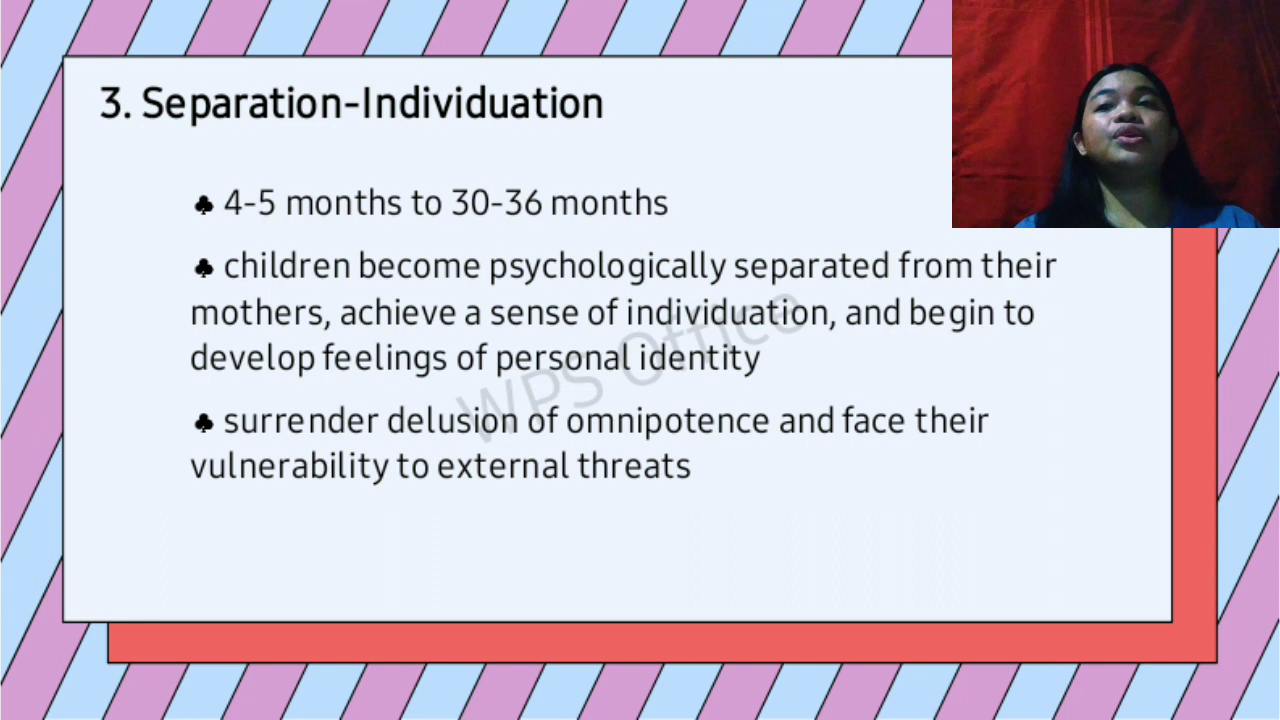 3. Separation-Individuation
♣ 4-5 months to 30-36 months
♣ children become psychologically separated from their
mothers, achieve a sense of individuation, and begin to
develop feelings of personal identity
♣ surrender delusion of omnipotence and face their
vulnerability to external threats
WPS Office